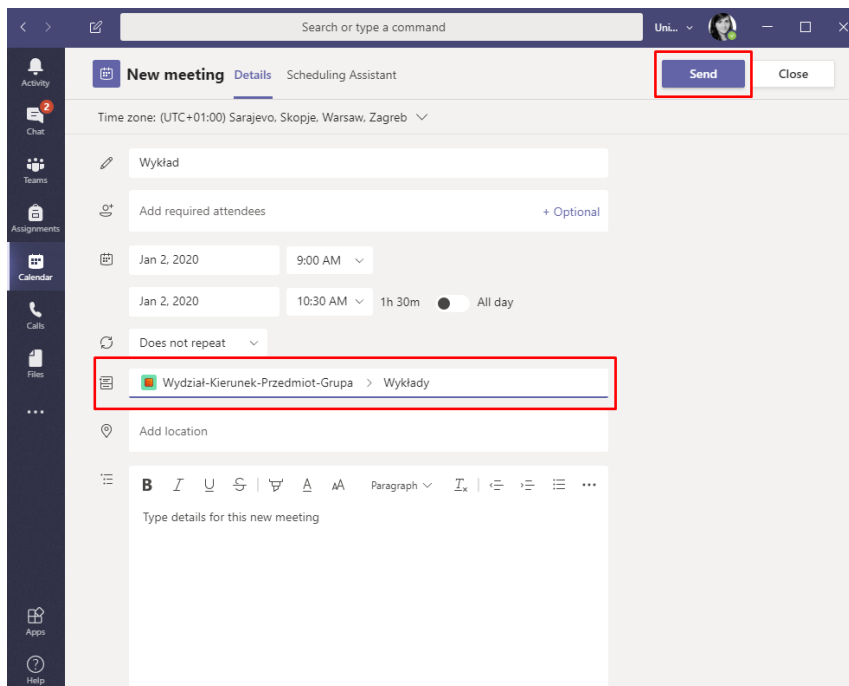 Search or type a command
Uni...
Activity
2
Chat
Teams
Assignments
Calendar
Calls
Files
Apps
Help
New meeting Details Scheduling Assistant
Send Close
Time zone: (UTC+01:00) Sarajevo, Skopje, Warsaw, Zagreb
Wykład
Add required attendees + Optional
Jan 2, 2020 9:00 AM
Jan 2, 2020 10:30 AM 1h 30m All day
Does not repeat
Wydział-Kierunek-Przedmiot-Grupa > Wykłady
Add location
B I U S A AA Paragraph Tx
Type details for this new meeting